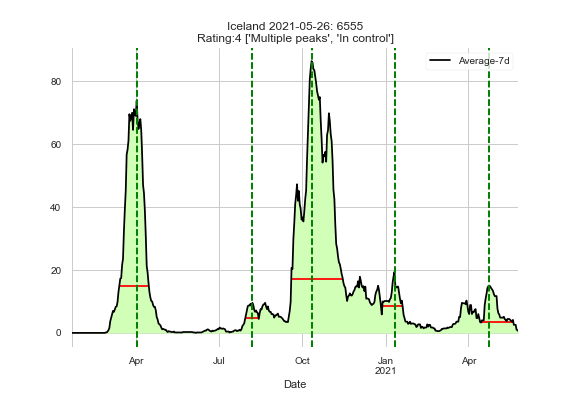 Iceland 2021-05-26: 6555
Rating:4 ['Multiple peaks', 'In control']
Average-7d
80
60
40
20
0
Apr
Jul
Oct
Jan
2021
Apr
Date